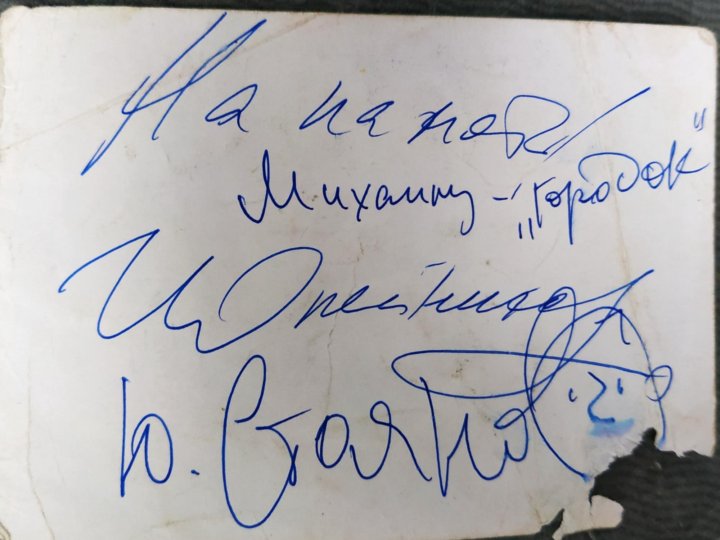 На память
Михаилу - "Городок"
И Олейников
Ю. Стоянов